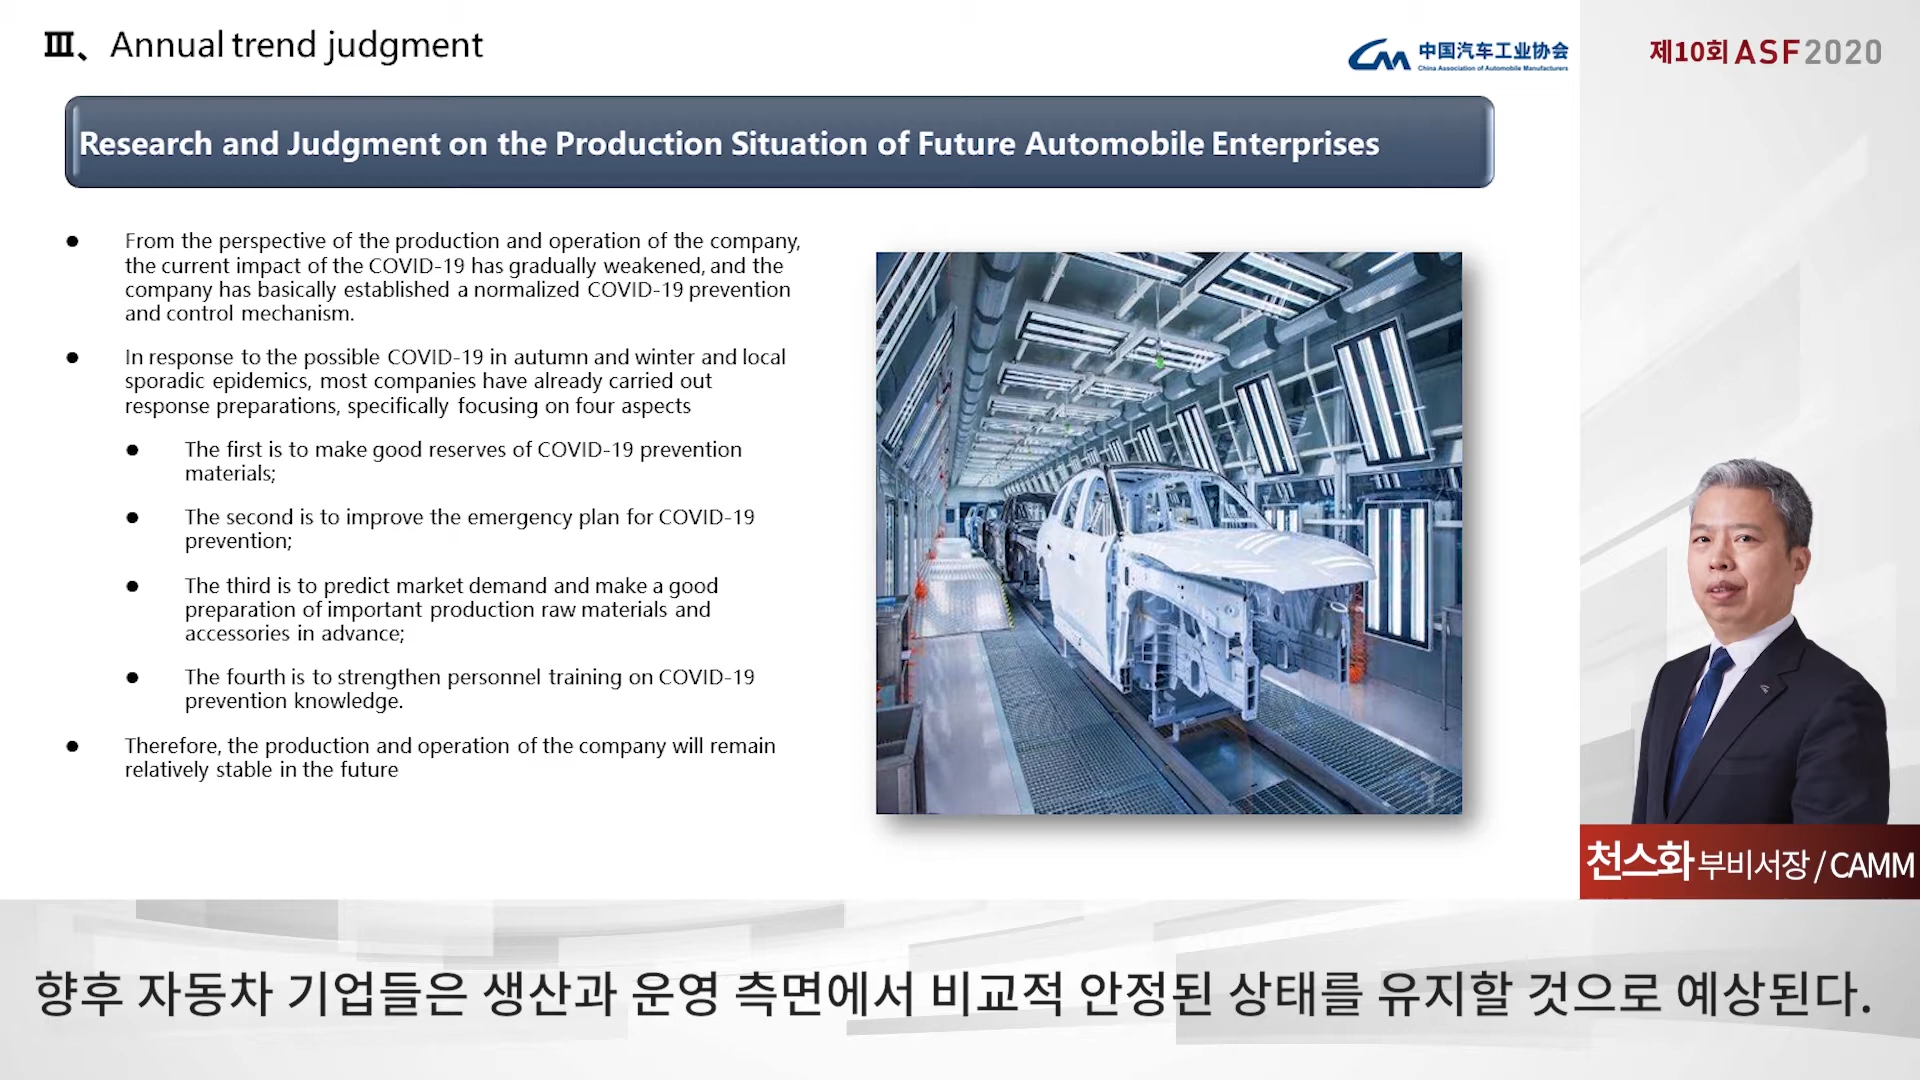 Ⅲ、Annual trend judgment
中国汽车工业协会
China Association of Automobile Manufacturers
제10회 ASF2020
Research and Judgment on the Production Situation of Future Automobile Enterprises
● From the perspective of the production and operation of the company,
the current impact of the COVID-19 has gradually weakened, and the
company has basically established a normalized COVID-19 prevention
and control mechanism.
● In response to the possible COVID-19 in autumn and winter and local
sporadic epidemics, most companies have already carried out
response preparations, specifically focusing on four aspects
● The first is to make good reserves of COVID-19 prevention
materials;
● The second is to improve the emergency plan for COVID-19
prevention;
● The third is to predict market demand and make a good
preparation of important production raw materials and
accessories in advance;
● The fourth is to strengthen personnel training on COVID-19
prevention knowledge.
● Therefore, the production and operation of the company will remain
relatively stable in the future
천스화 부비서장 / CAMM
향후 자동차 기업들은 생산과 운영 측면에서 비교적 안정된 상태를 유지할 것으로 예상된다.